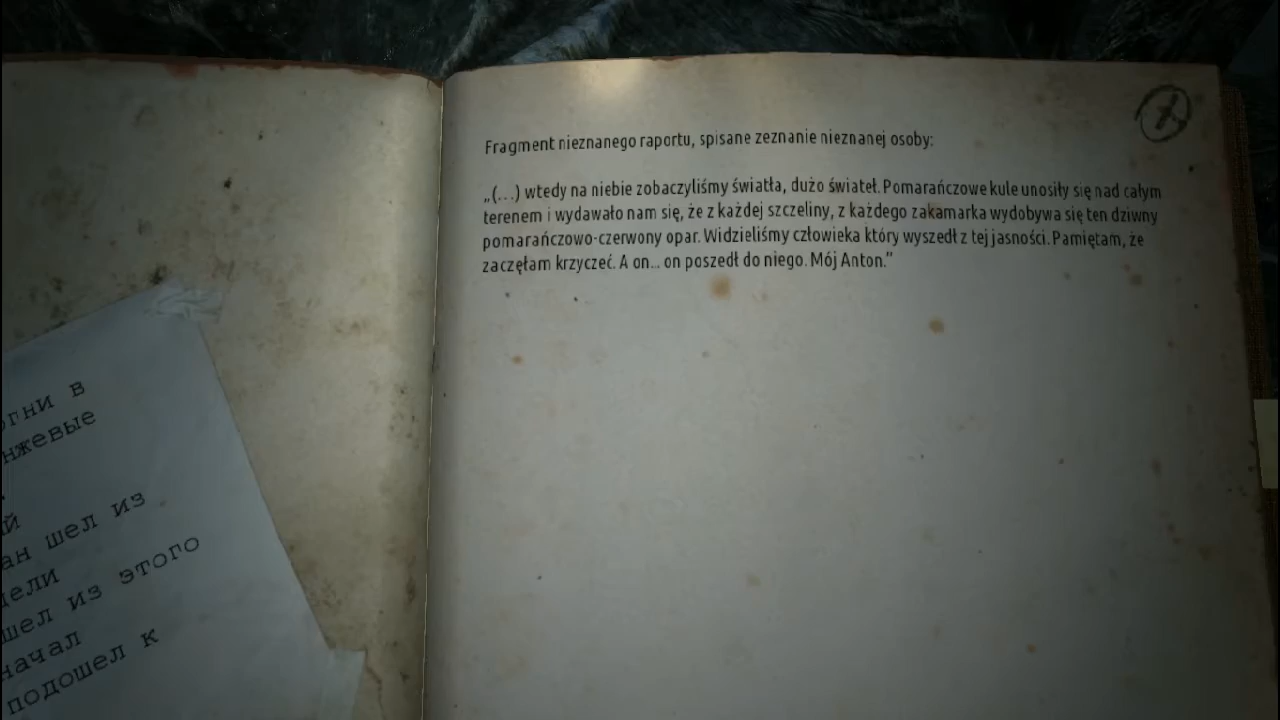 Fragment nieznanego raportu, spisane zeznanie nieznanej osoby:
„(...) wtedy na niebie zobaczyliśmy światła, dużo świateł. Pomarańczowe kule unosiły się nad całym
terenem i wydawało nam się, że z każdej szczeliny, z każdego zakamarka wydobywa się ten dziwny
pomarańczowo-czerwony opar. Widzieliśmy człowieka który wyszedł z tej jasności. Pamiętam, że
zaczęłam krzyczeć. A on... on poszedł do niego. Mój Anton.”
огни в
нжевые
ый
ан шел из
дели
шел из этого
начал
подошел к